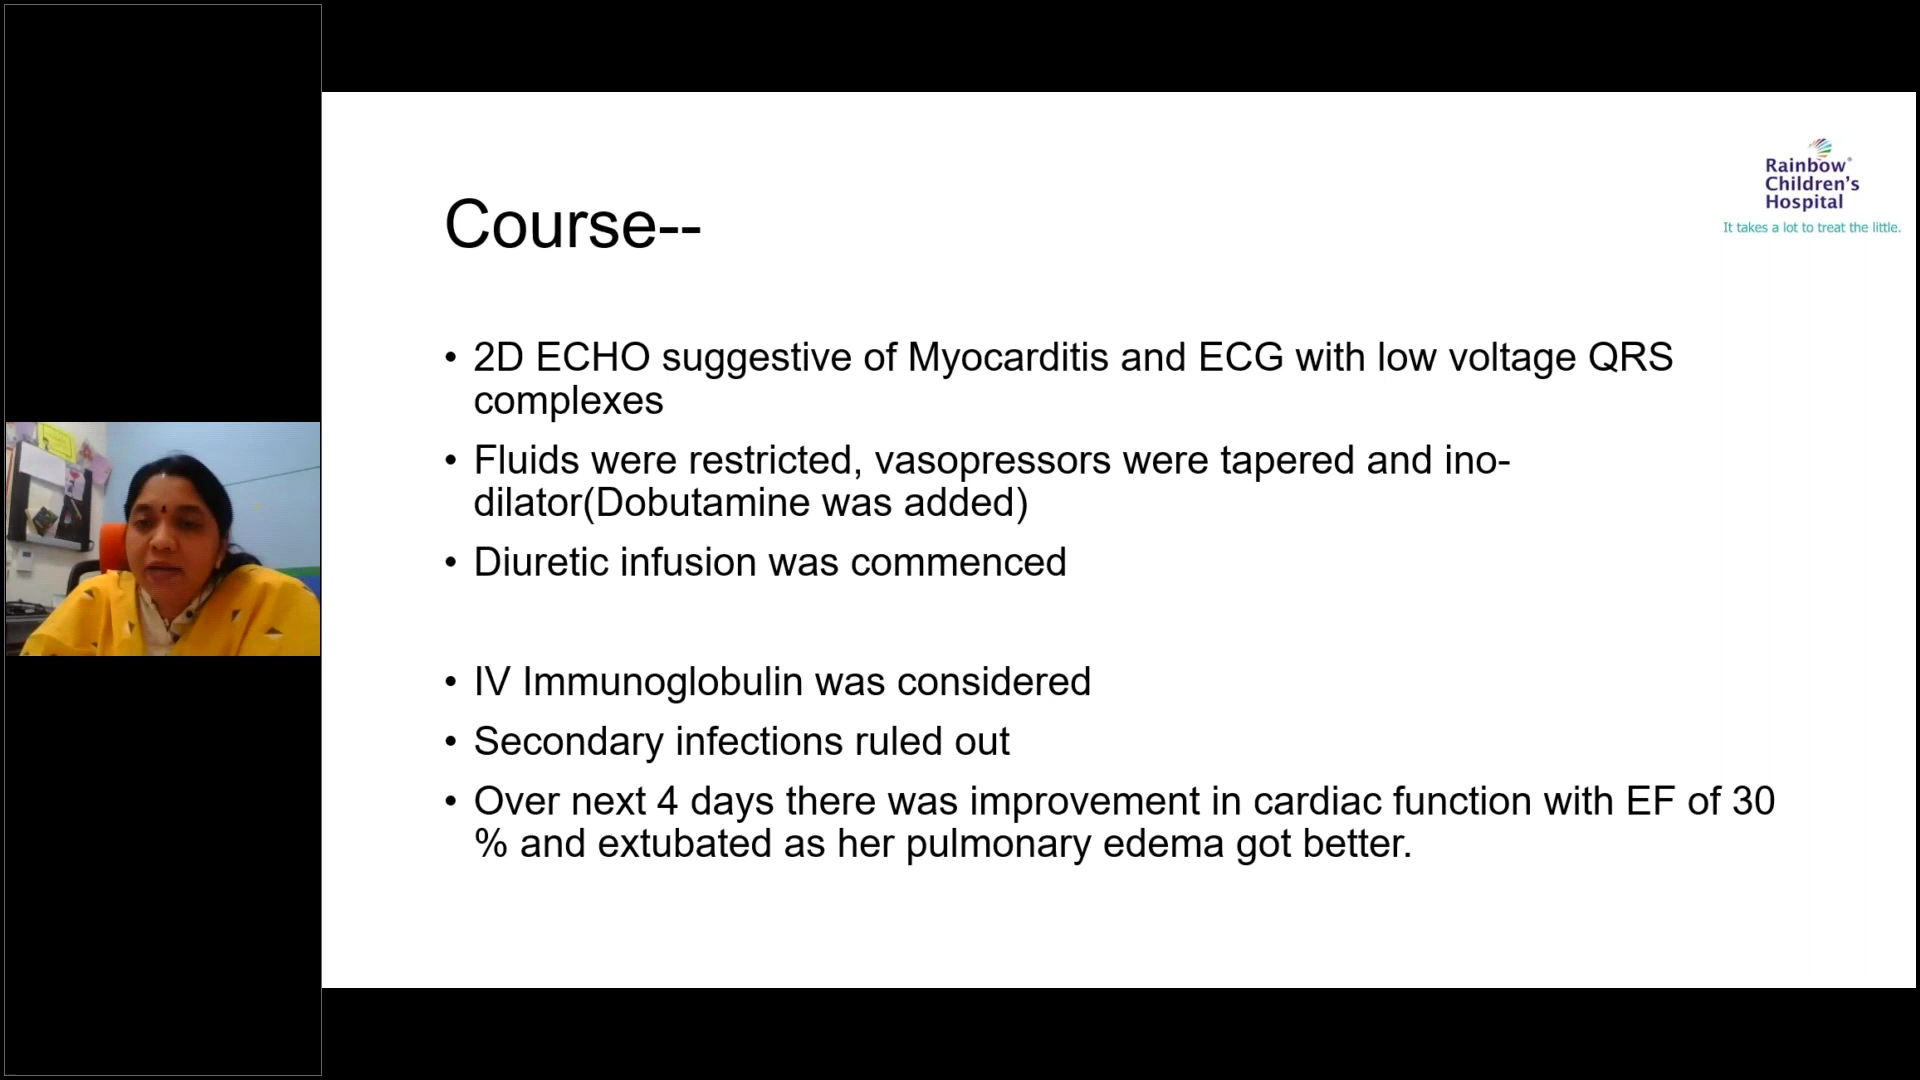 Rainbow®
Children's
Hospital
It takes a lot to treat the little.
Course--
• 2D ECHO suggestive of Myocarditis and ECG with low voltage QRS
complexes
• Fluids were restricted, vasopressors were tapered and ino-
dilator(Dobutamine was added)
• Diuretic infusion was commenced
• IV Immunoglobulin was considered
• Secondary infections ruled out
• Over next 4 days there was improvement in cardiac function with EF of 30
% and extubated as her pulmonary edema got better.